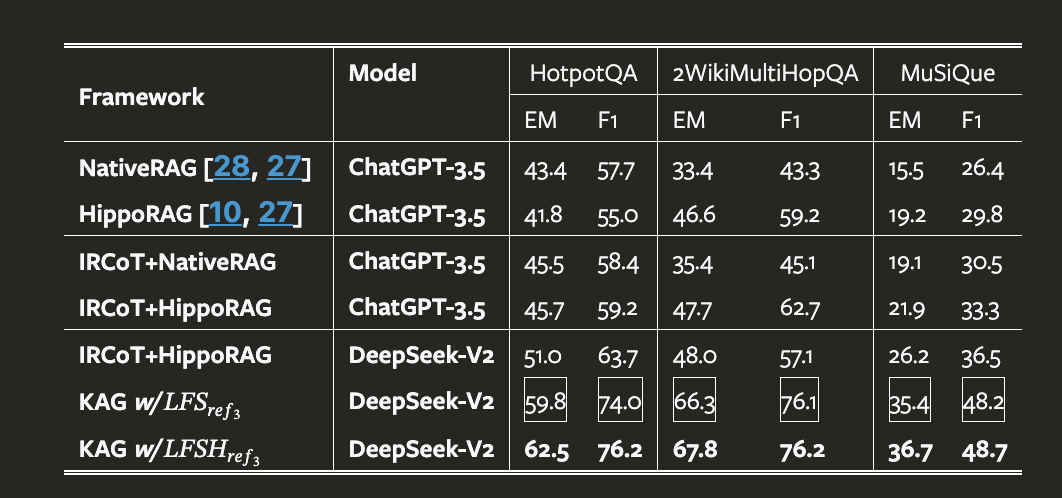 Framework Model HotpotQA 2WikiMultiHopQA MuSiQue
EM F1 EM F1 EM F1
NativeRAG [28, 27] ChatGPT-3.5 43.4 57.7 33.4 43.3 15.5 26.4
HippoRAG [10, 27] ChatGPT-3.5 41.8 55.0 46.6 59.2 19.2 29.8
IRCoT+NativeRAG ChatGPT-3.5 45.5 58.4 35.4 45.1 19.1 30.5
IRCoT+HippoRAG ChatGPT-3.5 45.7 59.2 47.7 62.7 21.9 33.3
IRCoT+HippoRAG DeepSeek-V2 51.0 63.7 48.0 57.1 26.2 36.5
KAG w/ LFS_ref_3 DeepSeek-V2 59.8 74.0 66.3 76.1 35.4 48.2
KAG w/ LFSH_ref_3 DeepSeek-V2 62.5 76.2 67.8 76.2 36.7 48.7